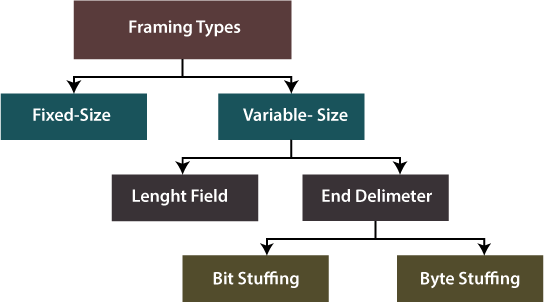 Framing Types
Fixed-Size
Variable- Size
Lenght Field
End Delimeter
Bit Stuffing
Byte Stuffing